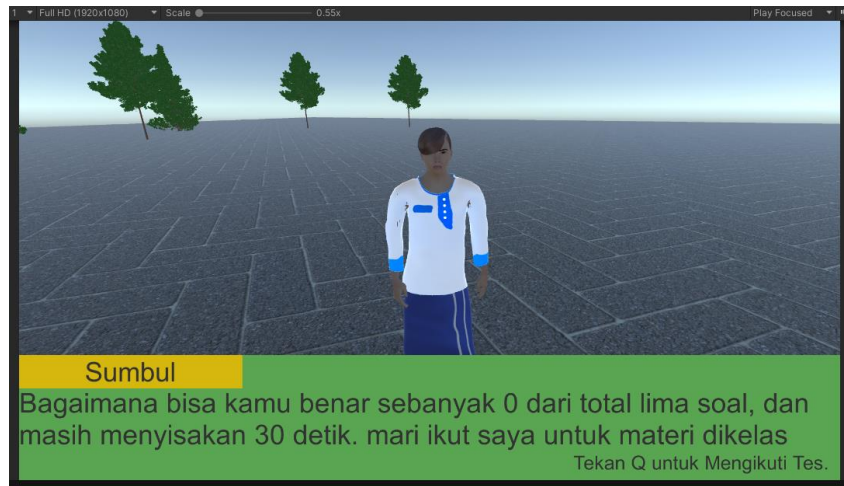 1 Full HD (1920x1080) Scale 0.55x Play Focused
Sumbul
Bagaimana bisa kamu benar sebanyak 0 dari total lima soal, dan
masih menyisakan 30 detik. mari ikut saya untuk materi dikelas
Tekan Q untuk Mengikuti Tes.